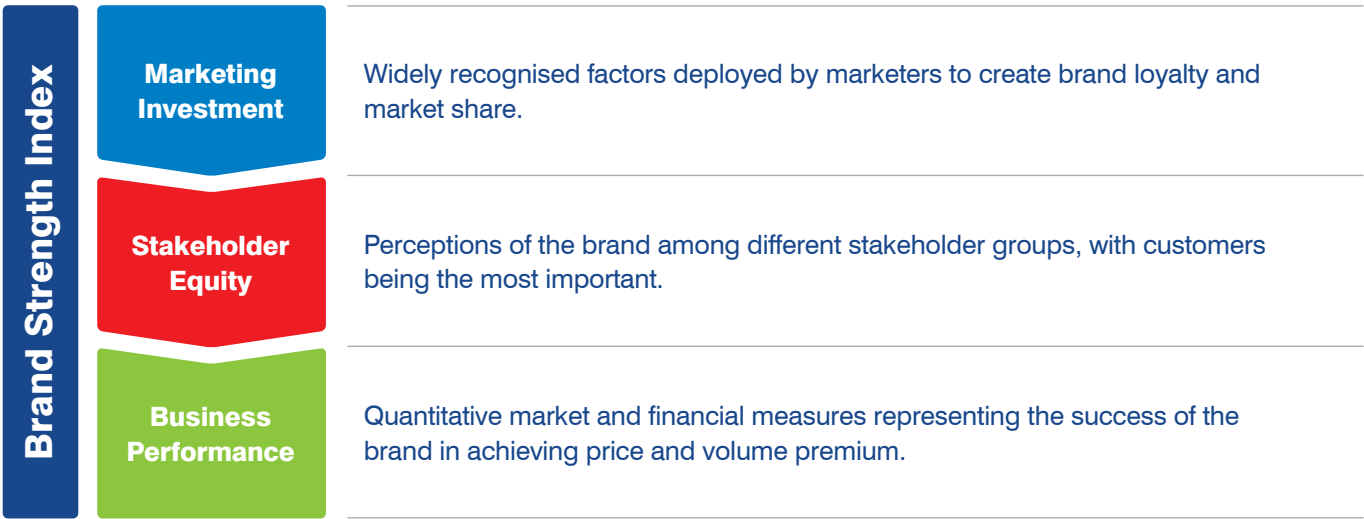 Brand Strength Index
Marketing
Investment
Widely recognised factors deployed by marketers to create brand loyalty and
market share.
Stakeholder
Equity
Perceptions of the brand among different stakeholder groups, with customers
being the most important.
Business
Performance
Quantitative market and financial measures representing the success of the
brand in achieving price and volume premium.